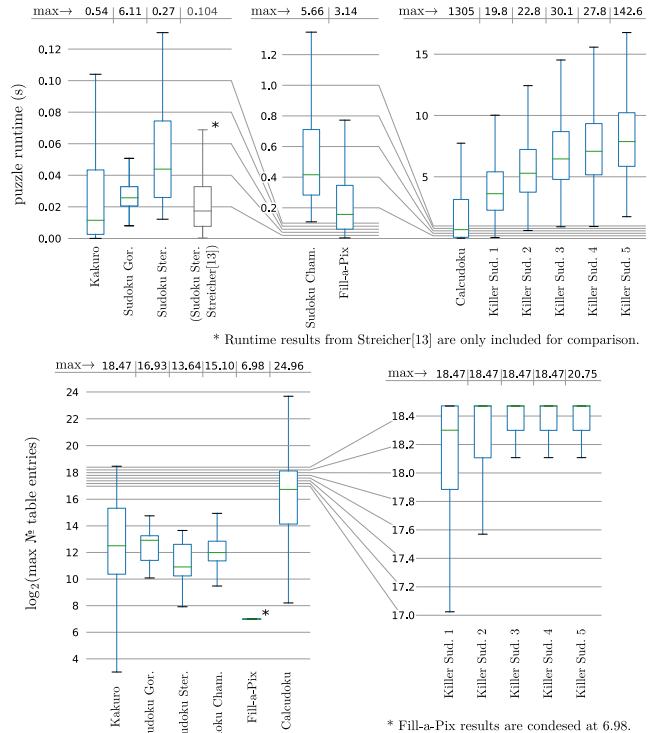 max→ 0.54 6.11 0.27 0.104
max→ 5.66 3.14
max→ 1305 19.8 22.8 30.1 27.8 142.6
puzzle runtime (s)
0.12
0.10
0.08
0.06
0.04
0.02
0.00
1.2
1.0
0.8
0.6
0.4
0.2
15
10
5
Kakuro
Sudoku Gor.
Sudoku Ster.
(Sudoku Ster.
Streicher[13])
*
Sudoku Cham.
Fill-a-Pix
Calcudoku
Killer Sud. 1
Killer Sud. 2
Killer Sud. 3
Killer Sud. 4
Killer Sud. 5
* Runtime results from Streicher[13] are only included for comparison.
max→ 18.47 16.93 13.64 15.10 6.98 24.96
max→ 18.47 18.47 18.47 18.47 20.75
log2(max № table entries)
24
22
20
18
16
14
12
10
8
6
4
18.4
18.2
18.0
17.8
17.6
17.4
17.2
17.0
*
Kakuro
udoku Gor.
udoku Ster.
oku Cham.
Fill-a-Pix
Calcudoku
Killer Sud. 1
Killer Sud. 2
Killer Sud. 3
Killer Sud. 4
Killer Sud. 5
* Fill-a-Pix results are condesed at 6.98.